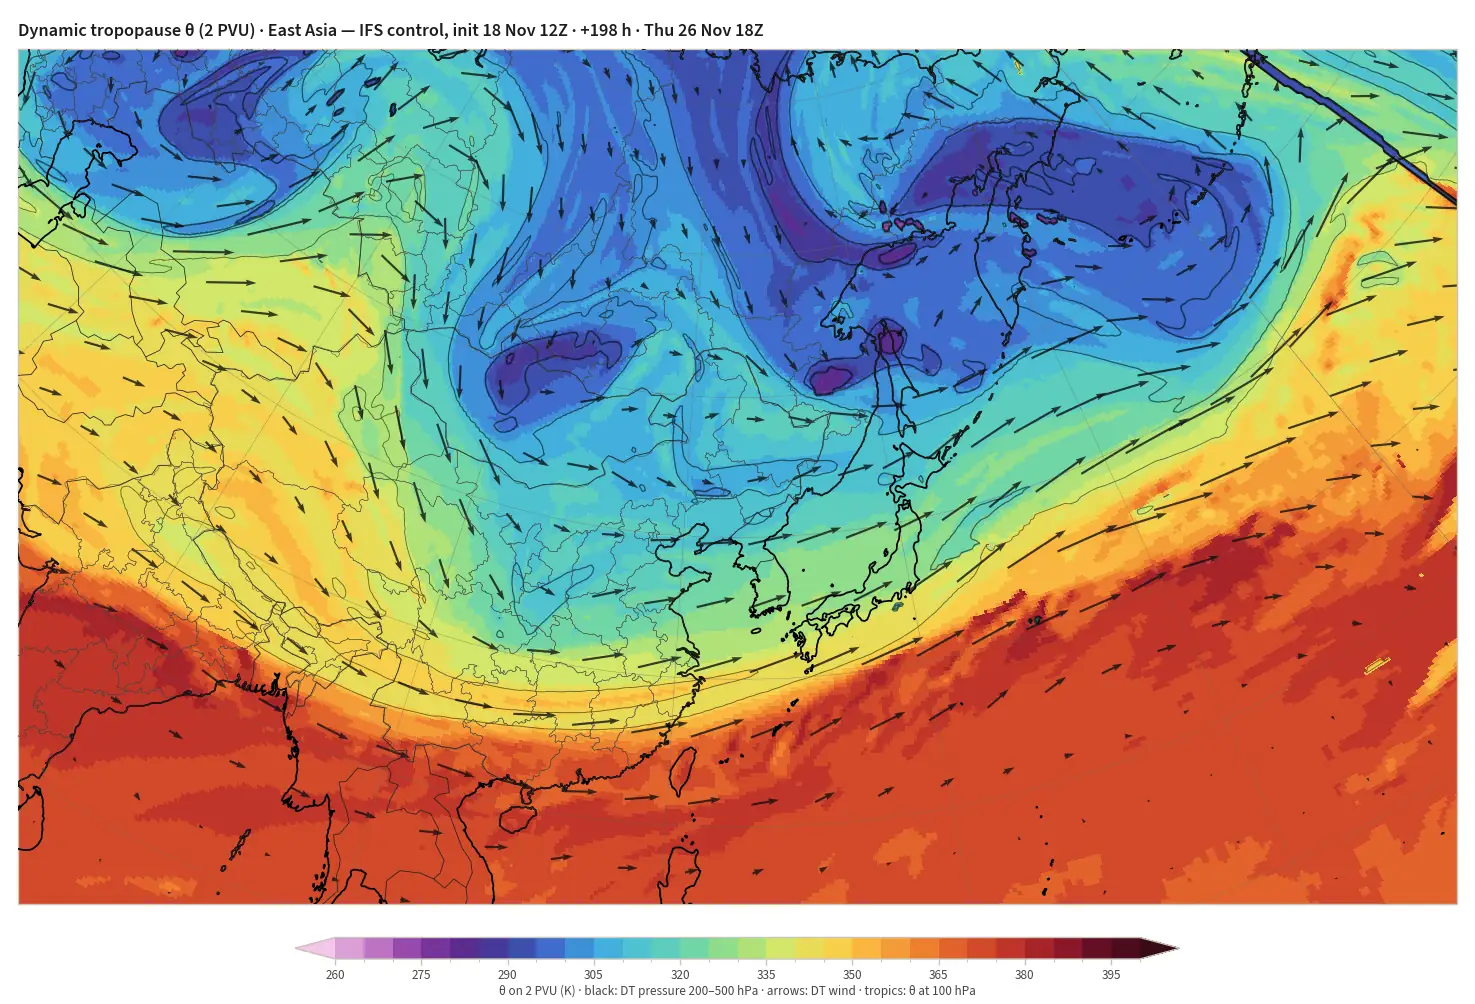 Dynamic tropopause θ (2 PVU) · East Asia — IFS control, init 18 Nov 12Z · +198 h · Thu 26 Nov 18Z
260 275 290 305 320 335 350 365 380 395
θ on 2 PVU (K) · black: DT pressure 200–500 hPa · arrows: DT wind · tropics: θ at 100 hPa